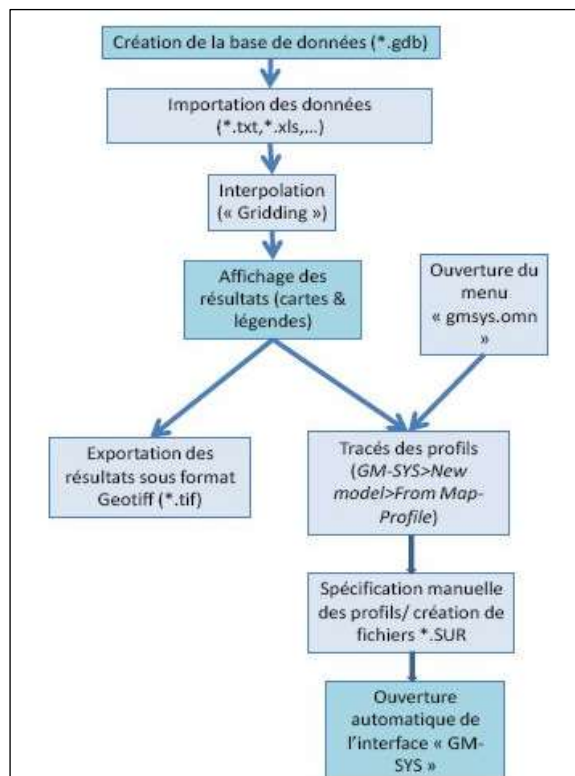 Création de la base de données (*.gdb)
Importation des données
(*.txt,*.xls,...)
Interpolation
(« Gridding »)
Affichage des
résultats (cartes &
légendes)
Ouverture du
menu
« gmsys.omn
»
Exportation des
résultats sous format
Geotiff (*.tif)
Tracés des profils
(GM-SYS>New
model>From Map-
Profile)
Spécification manuelle
des profils/ création de
fichiers *.SUR
Ouverture
automatique de
l'interface « GM-
SYS »